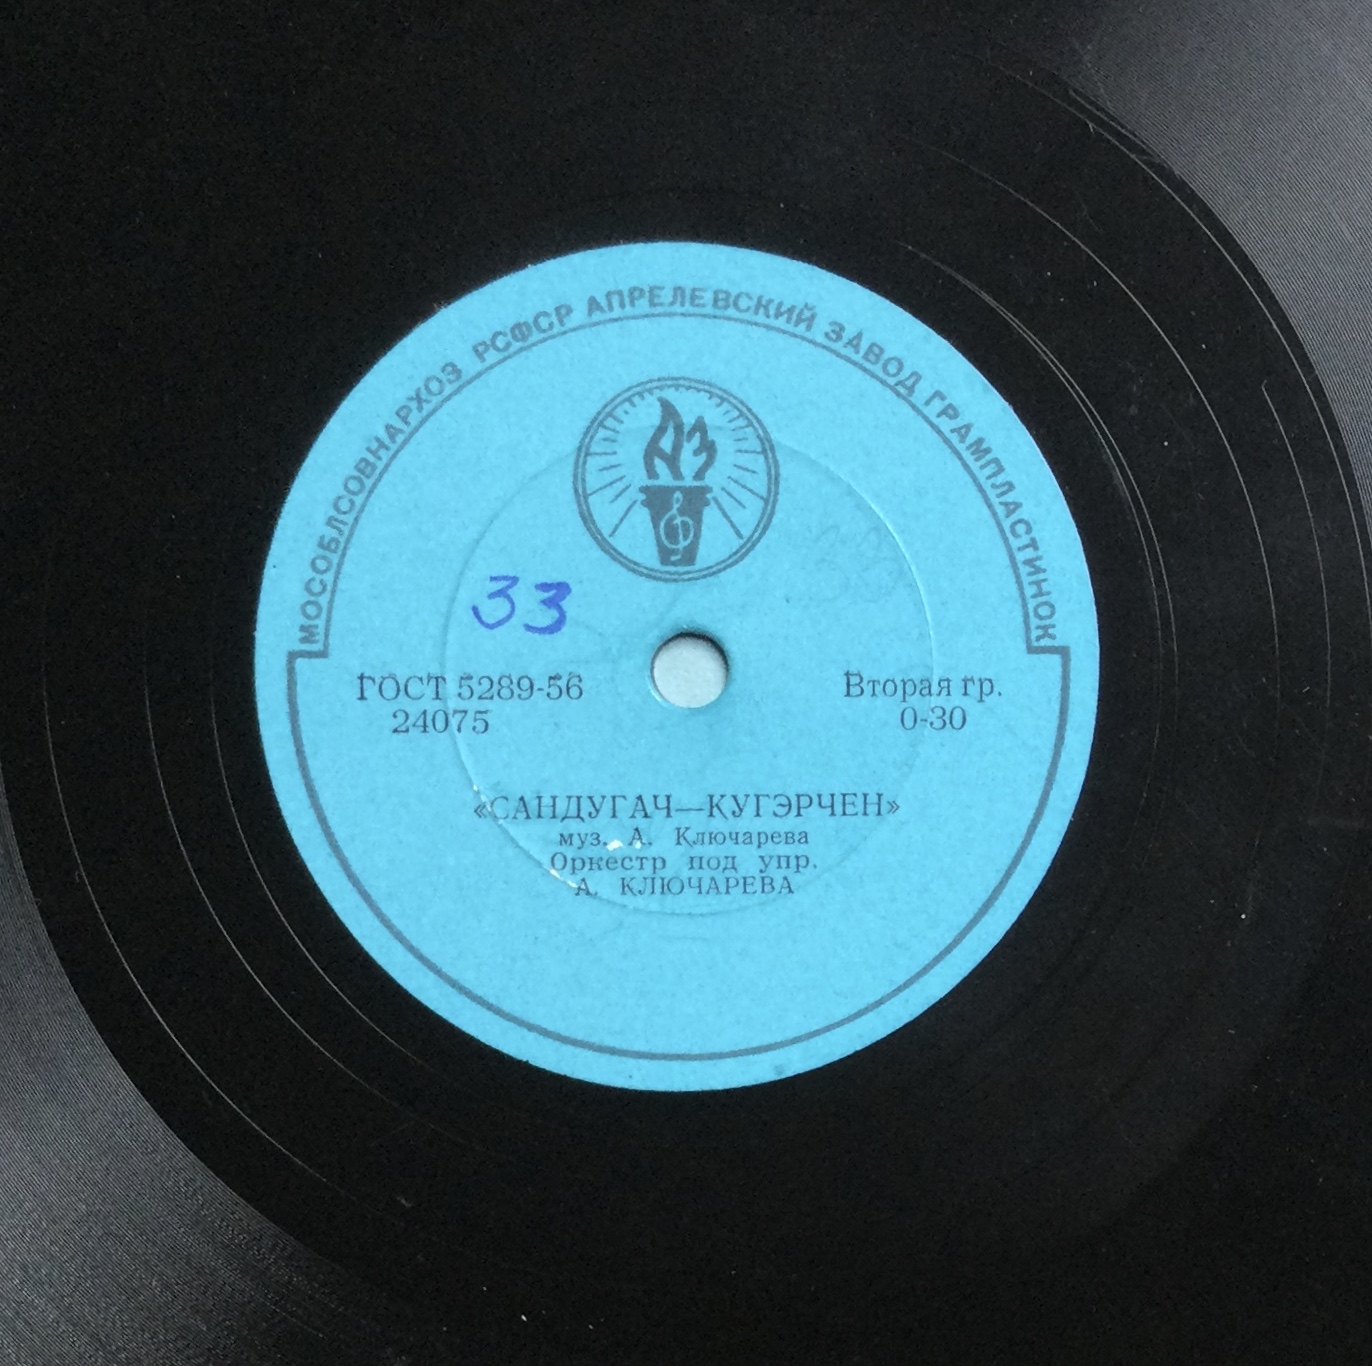 МОСОБЛСОВНАРХОЗ РСФСР АПРЕЛЕВСКИЙ ЗАВОД ГРАМПЛАСТИНОК
АЗ
33
ГОСТ 5289-56
24075
Вторая гр.
0-30
«САНДУГАЧ—КУГЭРЧЕН»
муз. А. Ключарева
Оркестр под упр.
А. КЛЮЧАРЕВА